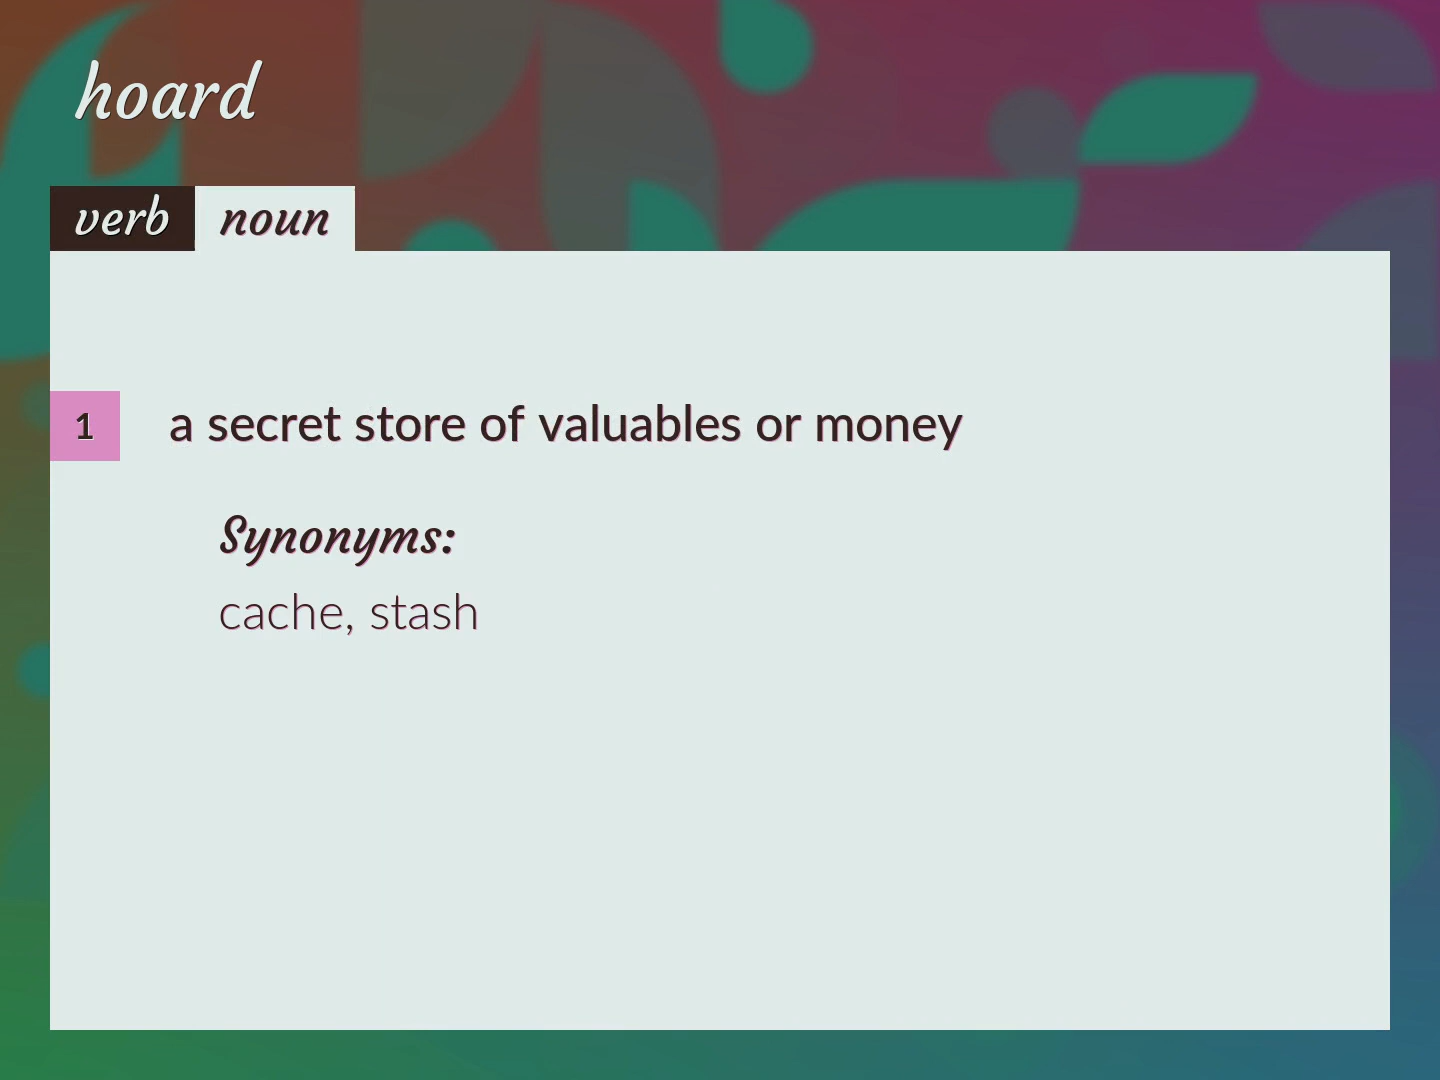 hoard
verb noun
1 a secret store of valuables or money
Synonyms:
cache, stash